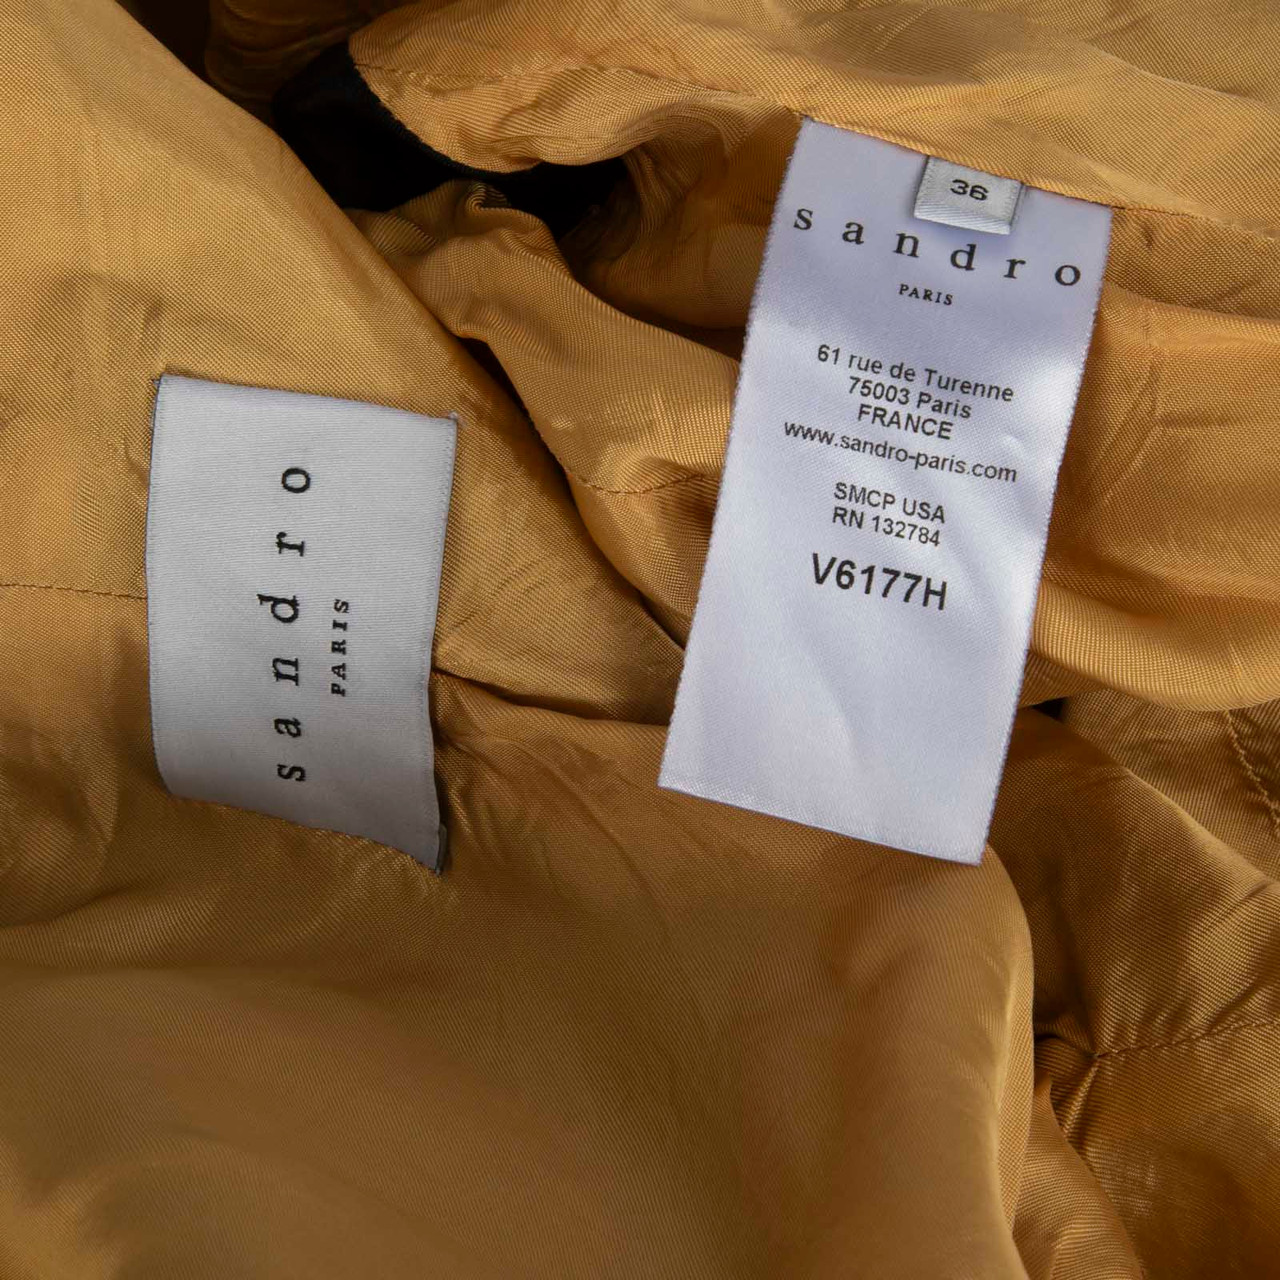 sandro
PARIS
36
sandro
PARIS
61 rue de Turenne
75003 Paris
FRANCE
www.sandro-paris.com
SMCP USA
RN 132784
V6177H